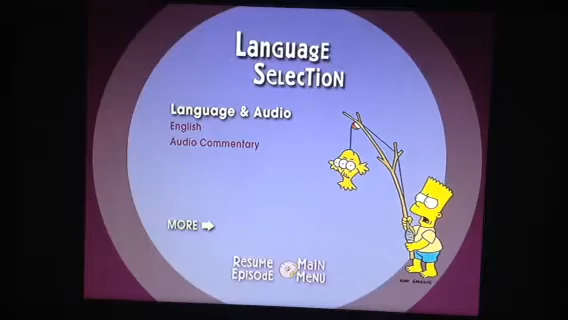 Language
Selection
Language & Audio
English
Audio Commentary
MORE
Resume
Episode
Main
Menu